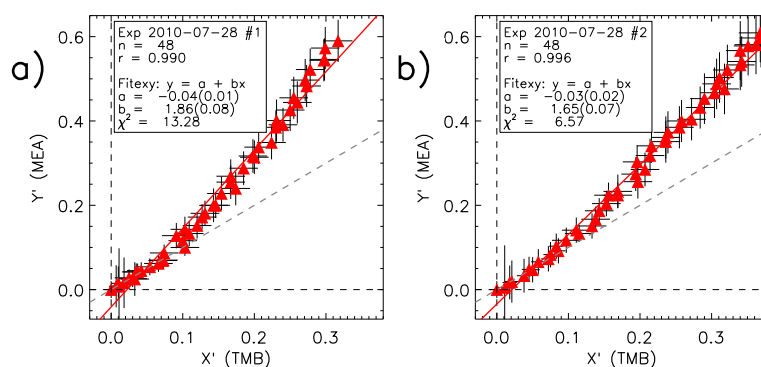 a)
Exp 2010-07-28 #1
n = 48
r = 0.990
Fitexy: y = a + bx
a = -0.04(0.01)
b = 1.86(0.08)
χ² = 13.28
0.6
0.4
0.2
0.0
Y' (MEA)
0.0 0.1 0.2 0.3
X' (TMB)
b)
Exp 2010-07-28 #2
n = 48
r = 0.996
Fitexy: y = a + bx
a = -0.03(0.02)
b = 1.65(0.07)
χ² = 6.57
0.6
0.4
0.2
0.0
Y' (MEA)
0.0 0.1 0.2 0.3
X' (TMB)